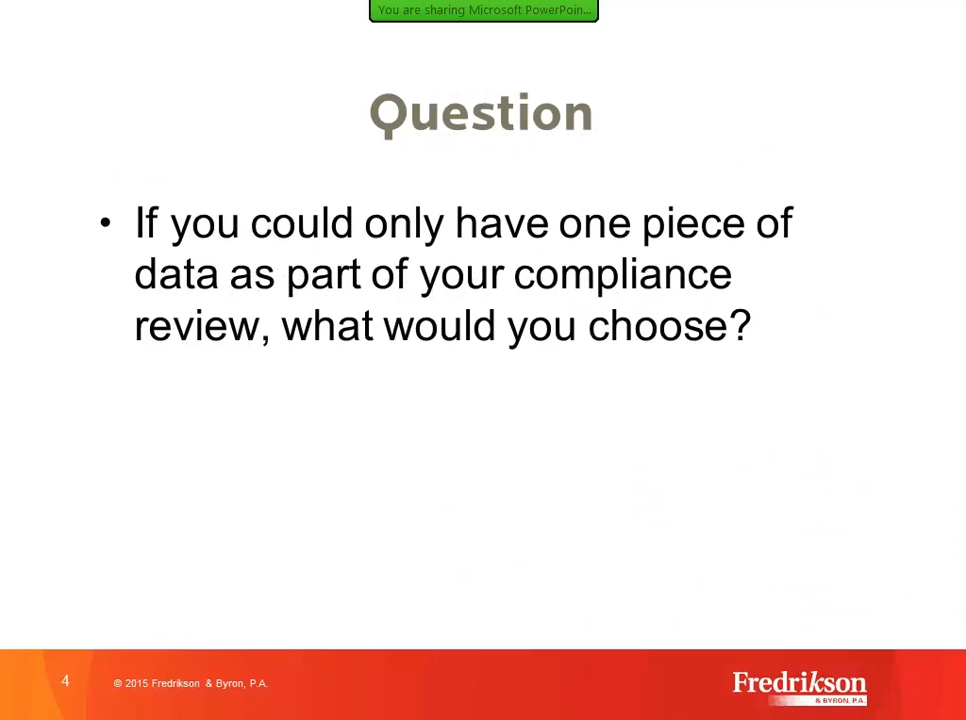 You are sharing Microsoft PowerPoin...
Question
• If you could only have one piece of
data as part of your compliance
review, what would you choose?
4
© 2015 Fredrikson & Byron, P.A.
Fredrikson
& BYRON, P.A.